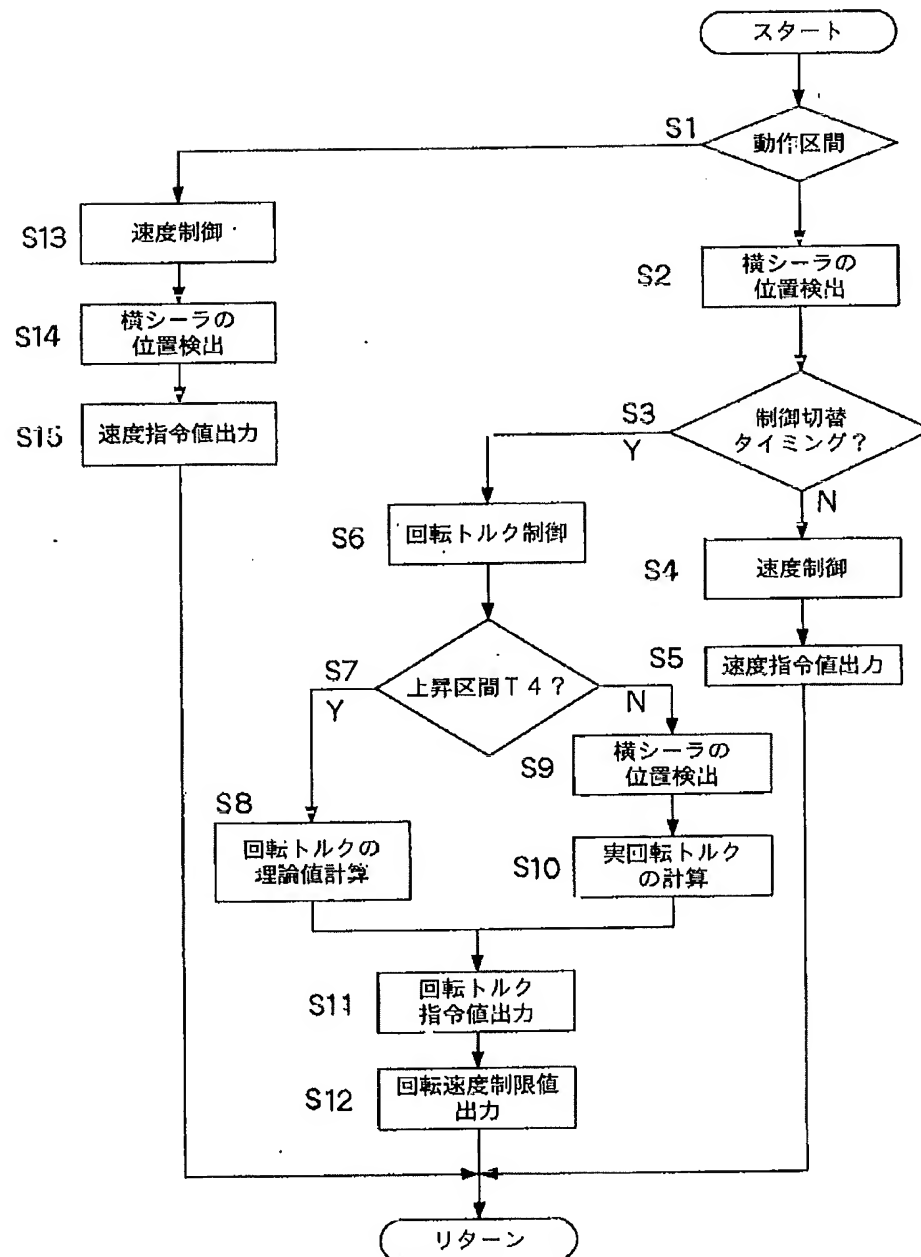 スタート
S1
動作区間
S13
速度制御
S2
横シーラの
位置検出
S14
横シーラの
位置検出
S3
Y
制御切替
タイミング?
N
S15
速度指令値出力
S6
回転トルク制御
S4
速度制御
S7
Y
上昇区間T4?
N
S5
速度指令値出力
S9
横シーラの
位置検出
S8
回転トルクの
理論値計算
S10
実回転トルク
の計算
S11
回転トルク
指令値出力
S12
回転速度制限値
出力
リターン